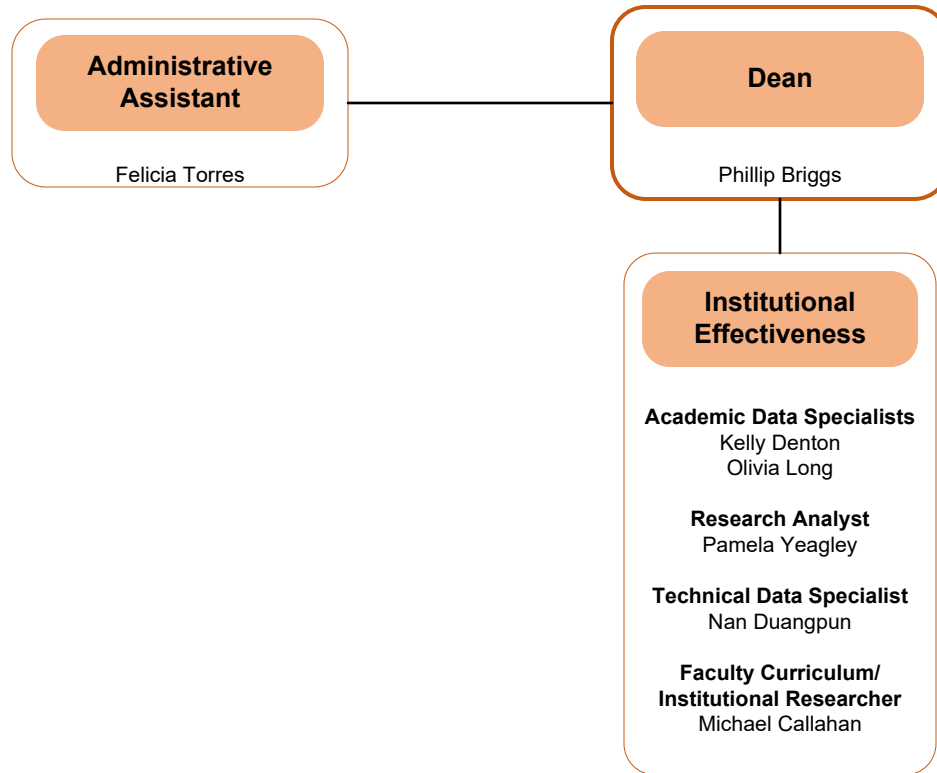 Administrative
Assistant
Felicia Torres
Dean
Phillip Briggs
Institutional
Effectiveness
Academic Data Specialists
Kelly Denton
Olivia Long
Research Analyst
Pamela Yeagley
Technical Data Specialist
Nan Duangpun
Faculty Curriculum/
Institutional Researcher
Michael Callahan